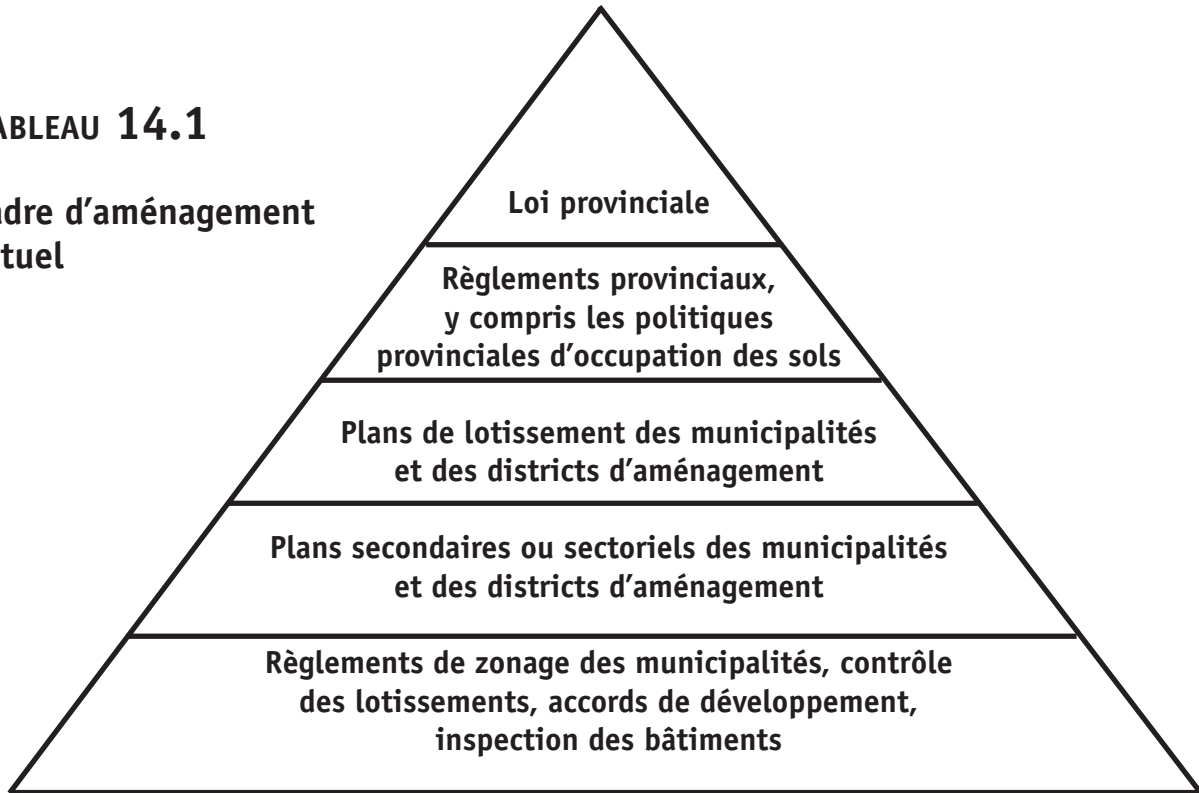 ABLEAU 14.1
adre d'aménagement
tuel
Loi provinciale
Règlements provinciaux,
y compris les politiques
provinciales d'occupation des sols
Plans de lotissement des municipalités
et des districts d'aménagement
Plans secondaires ou sectoriels des municipalités
et des districts d'aménagement
Règlements de zonage des municipalités, contrôle
des lotissements, accords de développement,
inspection des bâtiments